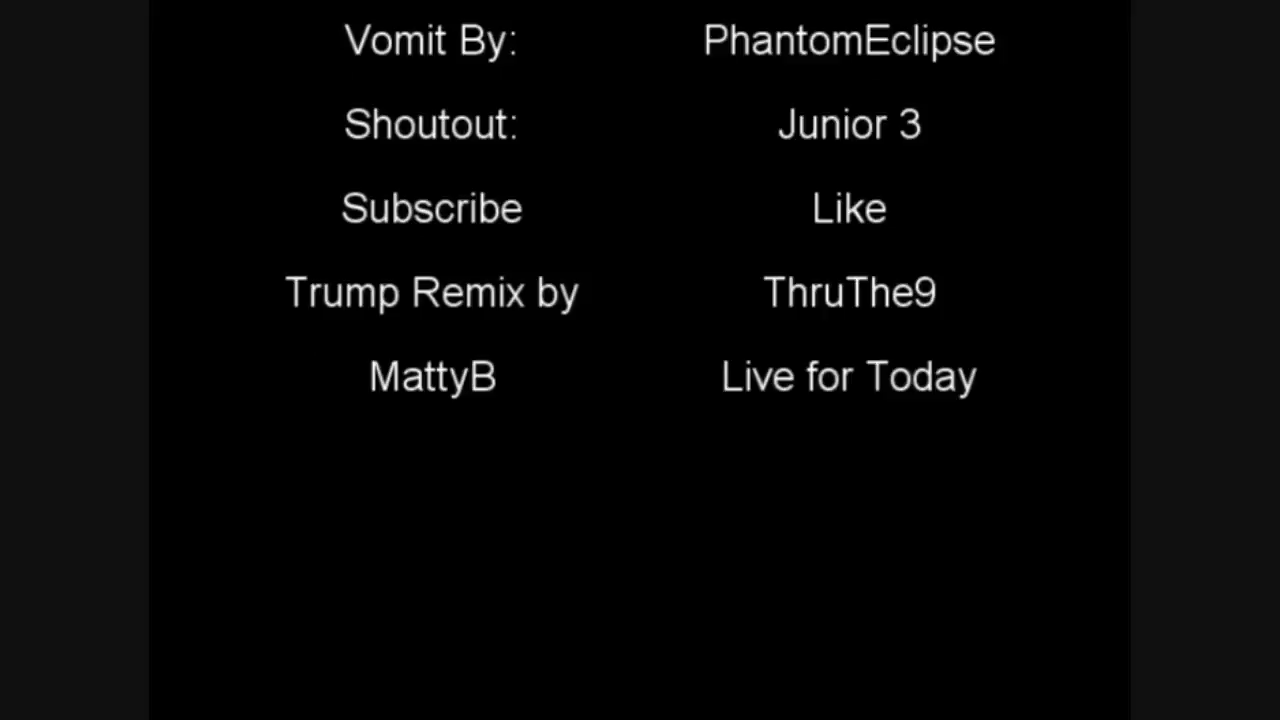 Vomit By: PhantomEclipse
Shoutout: Junior 3
Subscribe Like
Trump Remix by ThruThe9
MattyB Live for Today